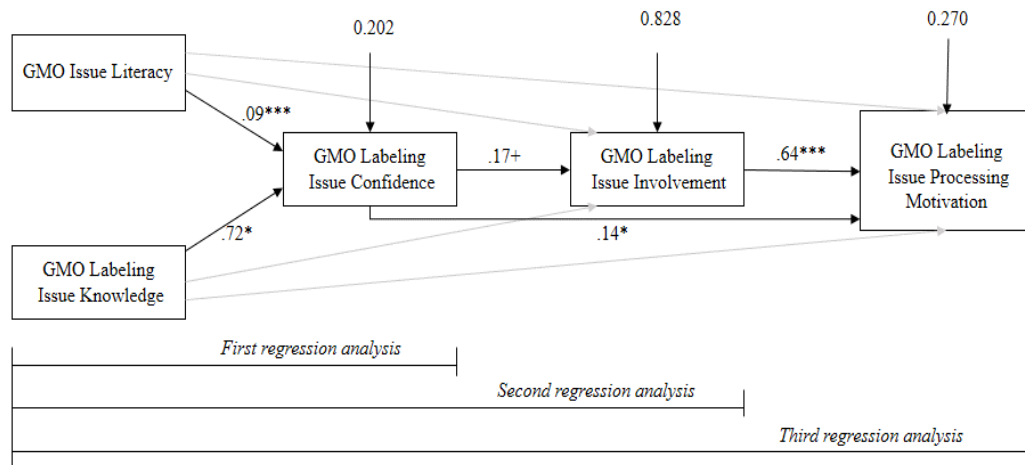 0.202
0.828
0.270
GMO Issue Literacy
.09***
GMO Labeling
Issue Confidence
.17+
GMO Labeling
Issue Involvement
.64***
GMO Labeling
Issue Processing
Motivation
.72*
.14*
GMO Labeling
Issue Knowledge
First regression analysis
Second regression analysis
Third regression analysis